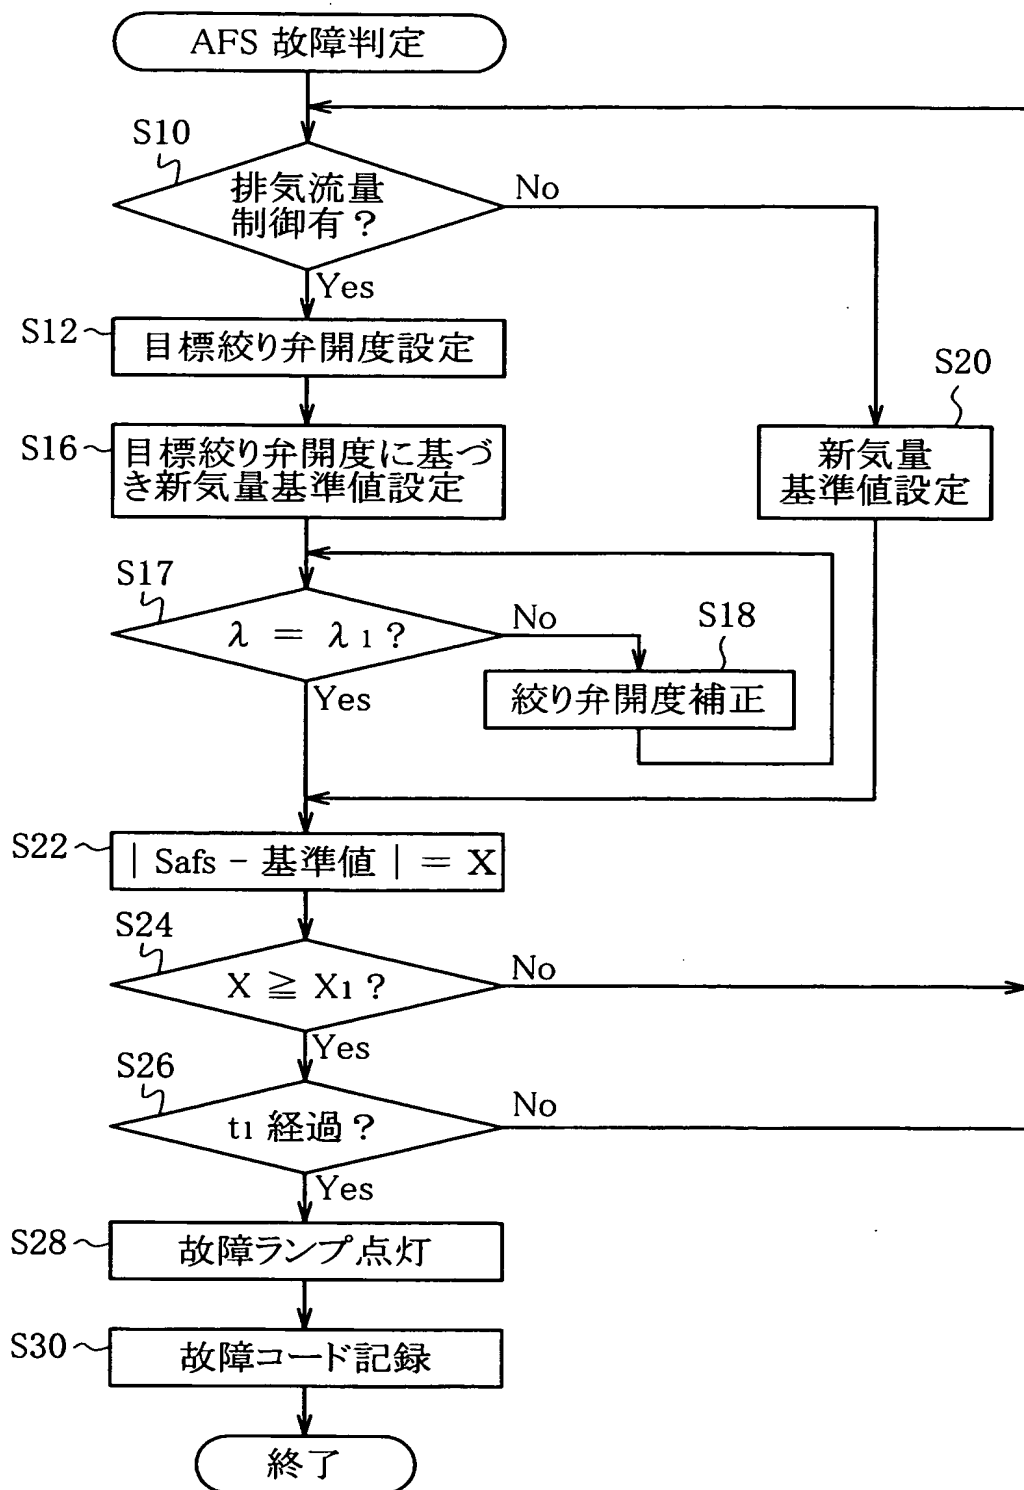 AFS 故障判定
S10
排気流量
制御有？
No
Yes
S12
目標絞り弁開度設定
S20
S16
目標絞り弁開度に基づ
き新気量基準値設定
新気量
基準値設定
S17
λ = λ1？
No
S18
Yes
絞り弁開度補正
S22
| Safs - 基準値 | = X
S24
X ≧ X1？
No
Yes
S26
t1 経過？
No
Yes
S28
故障ランプ点灯
S30
故障コード記録
終了